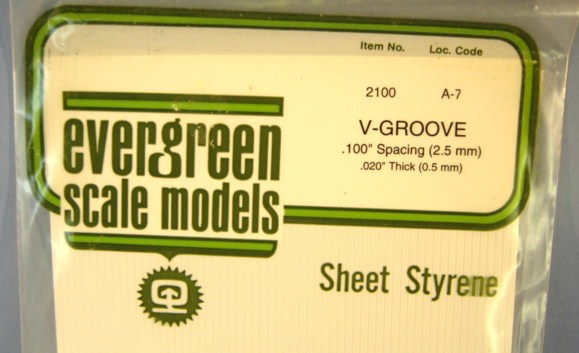 Item No. Loc. Code
2100 A-7
V-GROOVE
.100" Spacing (2.5 mm)
.020" Thick (0.5 mm)
evergreen
scale models
Sheet Styrene